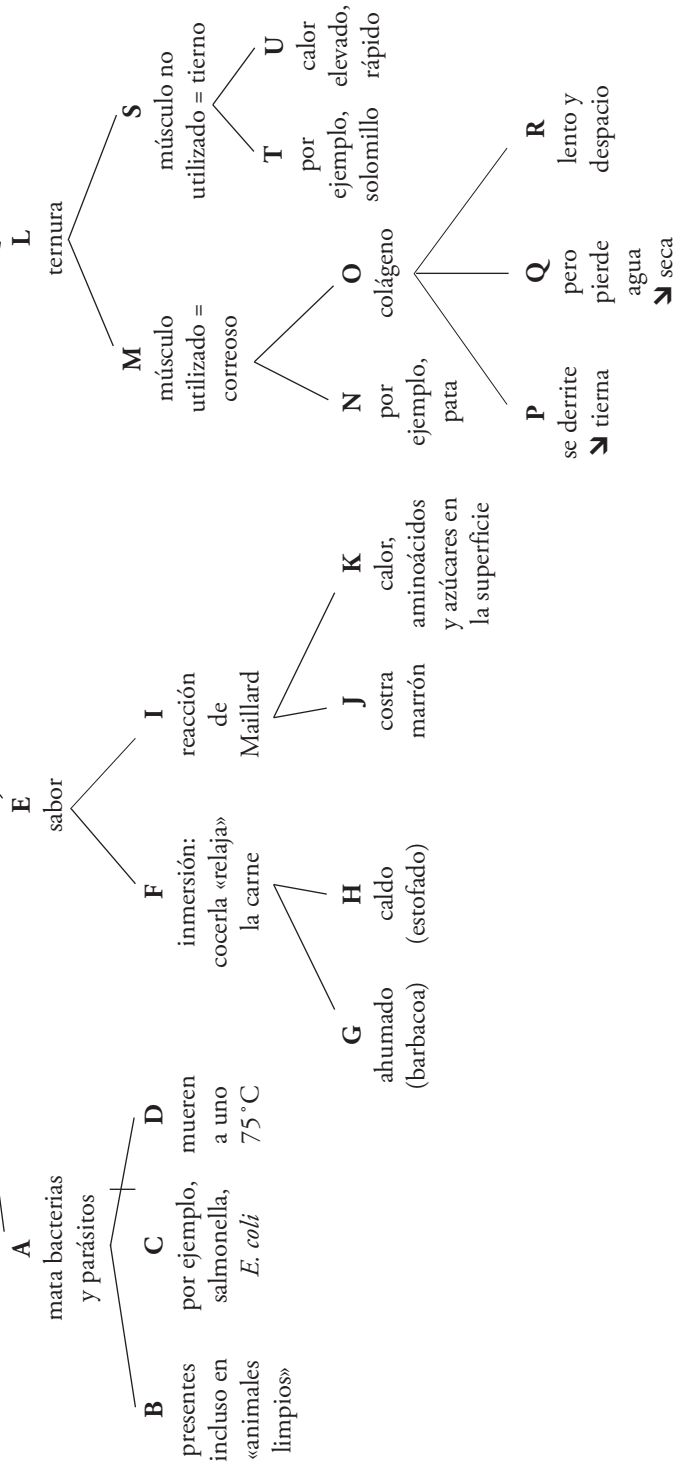 A
mata bacterias
y parásitos
B
presentes
incluso en
«animales
limpios»
C
por ejemplo,
salmonella,
E. coli
D
mueren
a uno
75°C
E
sabor
F
inmersión:
cocerla «relaja»
la carne
G
ahumado
(barbacoa)
H
caldo
(estofado)
I
reacción
de
Maillard
J
costra
marrón
K
calor,
aminoácidos
y azúcares en
la superficie
L
ternura
M
músculo
utilizado =
correoso
N
por
ejemplo,
pata
O
colágeno
P
se derrite
➘ tierna
Q
pero
pierde
agua
➘ seca
R
lento y
despacio
S
músculo no
utilizado = tierno
T
por
ejemplo,
solomillo
U
calor
elevado,
rápido